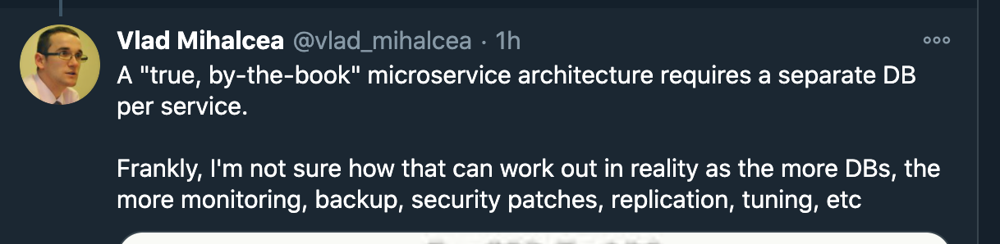 Vlad Mihalcea @vlad_mihalcea · 1h
A "true, by-the-book" microservice architecture requires a separate DB
per service.
Frankly, I'm not sure how that can work out in reality as the more DBs, the
more monitoring, backup, security patches, replication, tuning, etc